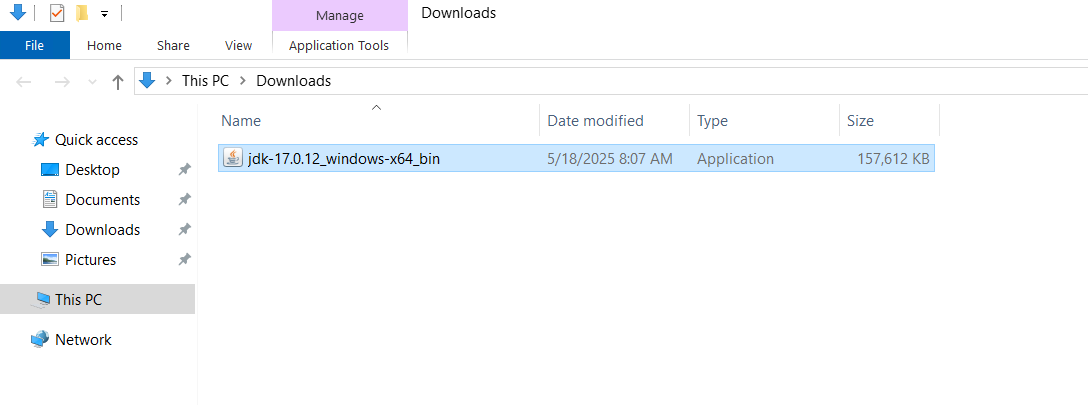 Manage
Downloads
File
Home
Share
View
Application Tools
This PC
Downloads
Name
Date modified
Type
Size
Quick access
jdk-17.0.12_windows-x64_bin
5/18/2025 8:07 AM
Application
157,612 KB
Desktop
Documents
Downloads
Pictures
This PC
Network